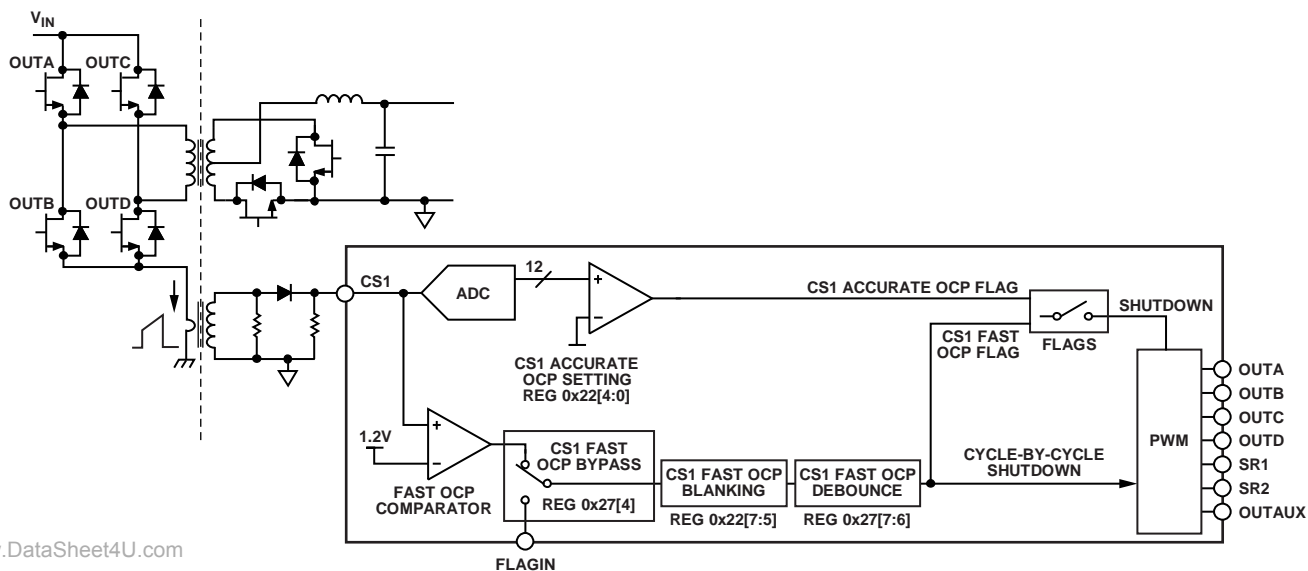 VIN
OUTA
OUTC
OUTB
OUTD
CS1
ADC
12
+
−
CS1 ACCURATE
OCP SETTING
REG 0x22[4:0]
CS1 ACCURATE OCP FLAG
CS1 FAST
OCP FLAG
FLAGS
SHUTDOWN
1.2V
+
−
FAST OCP
COMPARATOR
CS1 FAST
OCP BYPASS
REG 0x27[4]
FLAGIN
CS1 FAST OCP
BLANKING
REG 0x22[7:5]
CS1 FAST OCP
DEBOUNCE
REG 0x27[7:6]
CYCLE-BY-CYCLE
SHUTDOWN
PWM
OUTA
OUTB
OUTC
OUTD
SR1
SR2
OUTAUX
.DataSheet4U.com